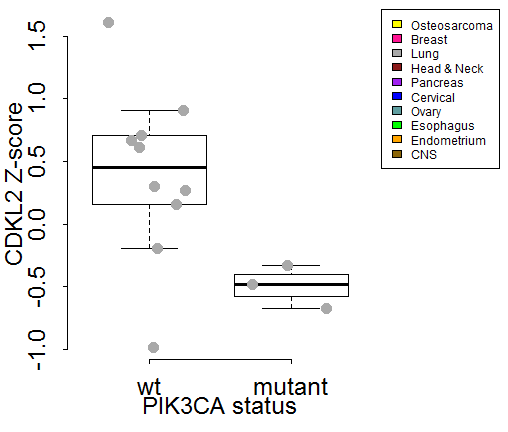 CDKL2 Z-score
1.5
1.0
0.5
0.0
-0.5
-1.0
wt mutant
PIK3CA status
Osteosarcoma
Breast
Lung
Head & Neck
Pancreas
Cervical
Ovary
Esophagus
Endometrium
CNS